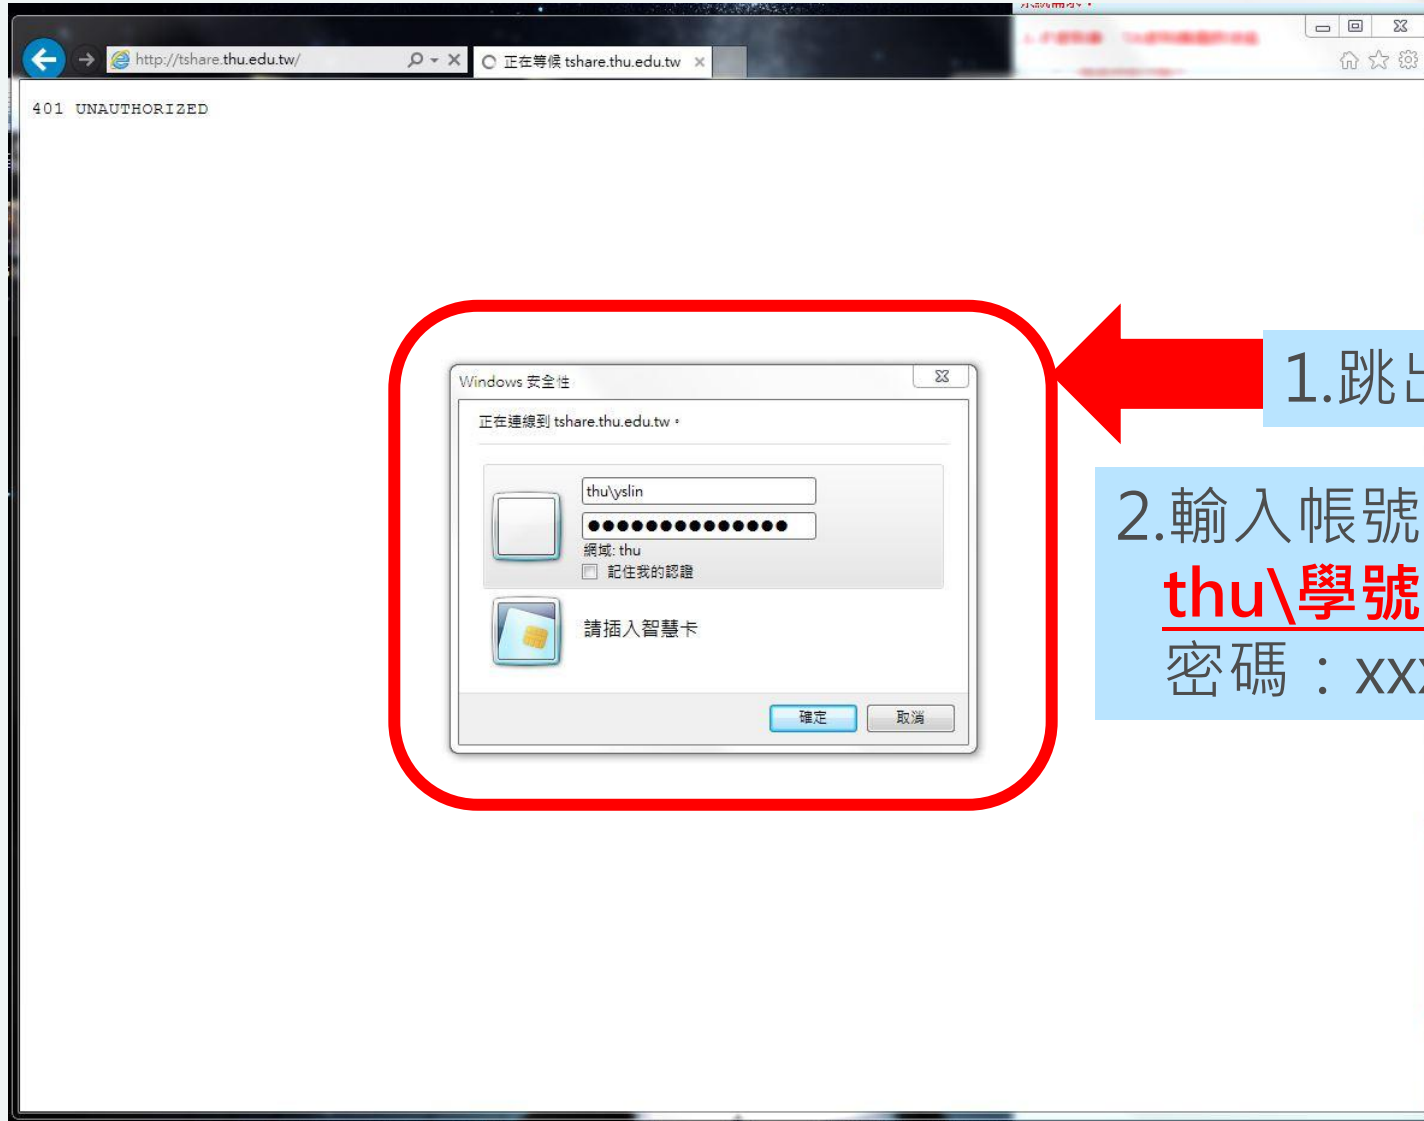 http://tshare.thu.edu.tw/
正在等候 tshare.thu.edu.tw
401 UNAUTHORIZED
Windows 安全性
正在連線到 tshare.thu.edu.tw。
thu\yslin
●●●●●●●●●●●●●●
網域: thu
記住我的認證
請插入智慧卡
確定
取消
1.跳出
2.輸入帳號
thu\學號
密碼：xxx